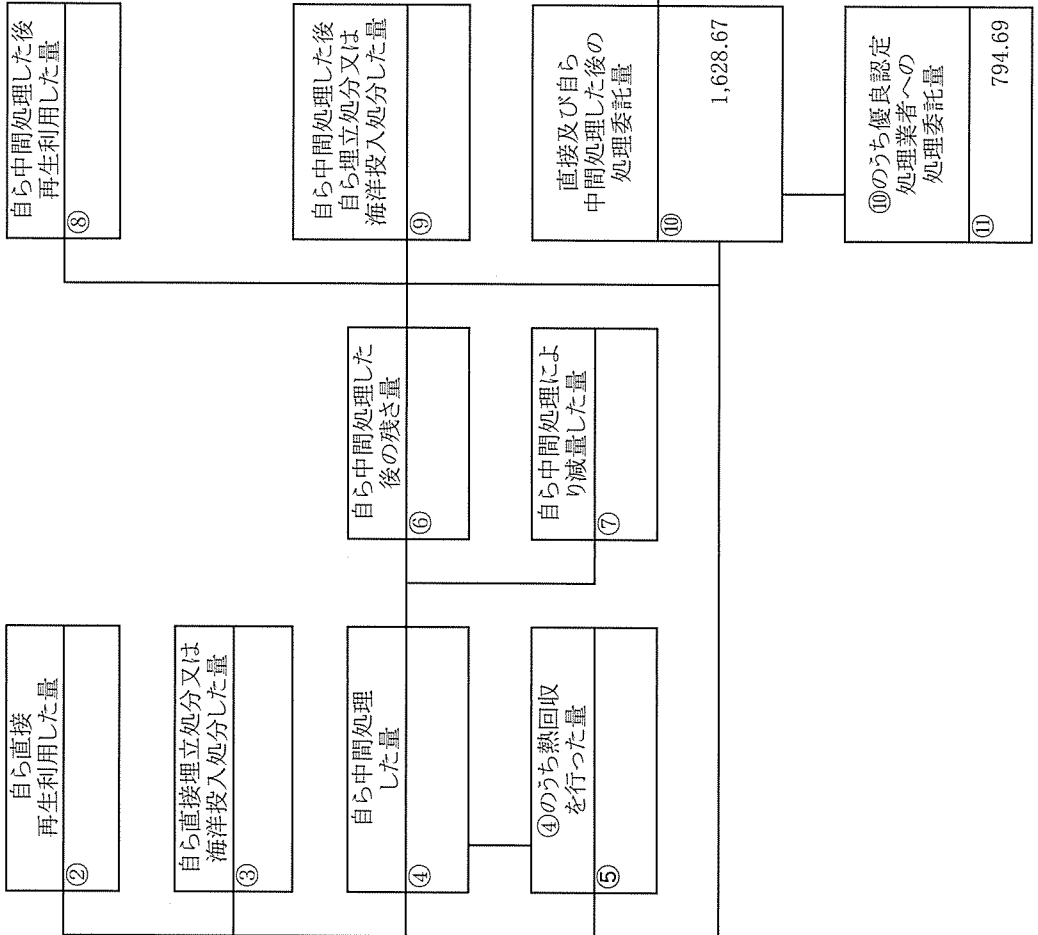 自ら直接
再生利用した量
②
自ら直接埋立処分又は
海洋投入処分した量
③
自ら中間処理
した量
④
④のうち熱回収
を行った量
⑤
自ら中間処理した
後の残さ量
⑥
自ら中間処理によ
り減量した量
⑦
自ら中間処理した後
再生利用した量
⑧
自ら中間処理した後
自ら埋立処分又は
海洋投入処分した量
⑨
直接及び自ら
中間処理した後の
処理委託量
⑩
1,628.67
⑩のうち優良認定
処理業者への
処理委託量
⑪
794.69